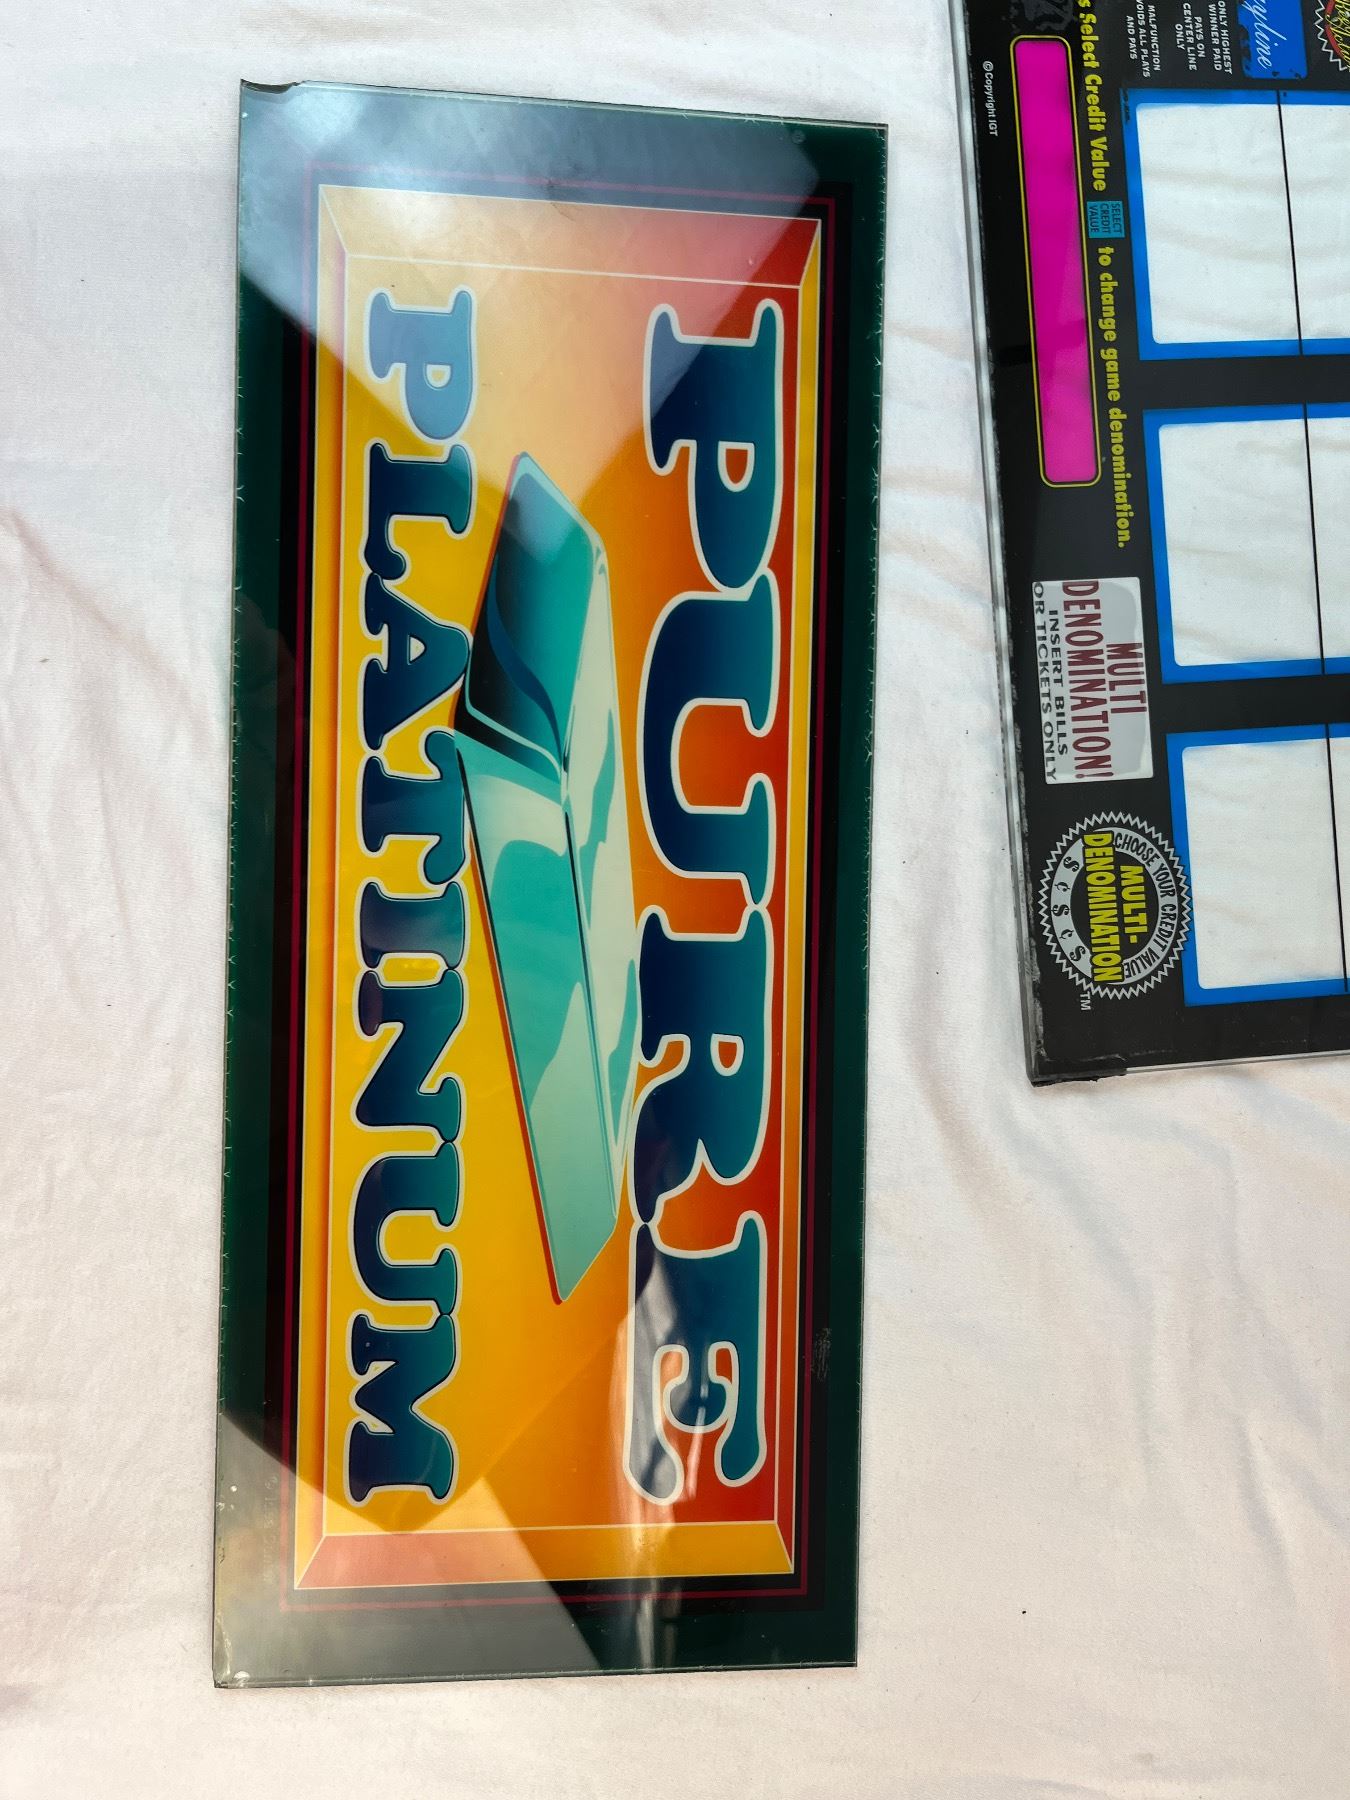 PURE
PLATINUM
ONLY HIGHEST
WINNER PAID
PAYS ON
CENTER LINE
ONLY
MALFUNCTION
VOIDS ALL PLAYS
AND PAYS
s Select Credit Value SELECT CREDIT VALUE to change game denomination.
©Copyright IGT
MULTI
DENOMINATION!
INSERT BILLS
OR TICKETS ONLY
CHOOSE YOUR CREDIT VALUE
MULTI-
DENOMINATION
$ ¢ $ ¢ $
TM